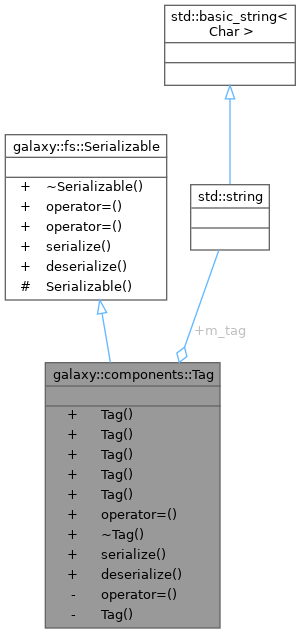 std::basic_string<
Char >
galaxy::fs::Serializable
+ ~Serializable()
+ operator=()
+ operator=()
+ serialize()
+ deserialize()
# Serializable()
std::string
+m_tag
galaxy::components::Tag
+ Tag()
+ Tag()
+ Tag()
+ Tag()
+ Tag()
+ operator=()
+ ~Tag()
+ serialize()
+ deserialize()
- operator=()
- Tag()